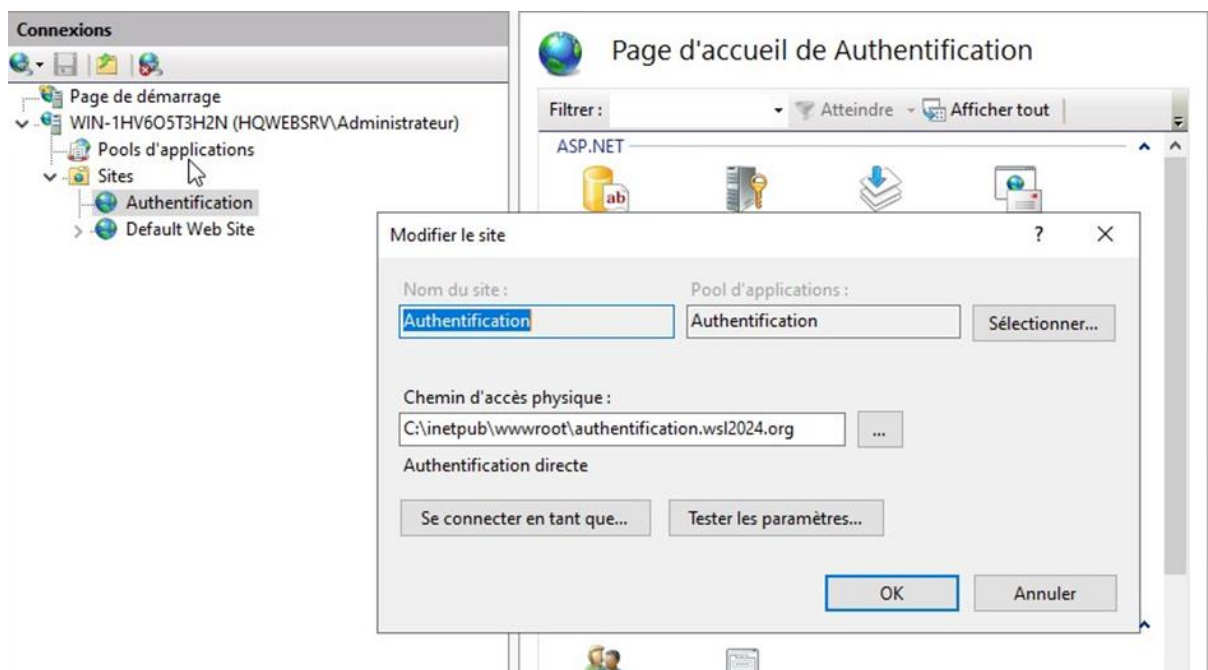 Connexions
Page de démarrage
WIN-1HV6O5T3H2N (HQWEBSRV\Administrateur)
Pools d'applications
Sites
Authentification
Default Web Site
Page d'accueil de Authentification
Filtrer :
Atteindre
Afficher tout
ASP.NET
ab
Modifier le site
?
Nom du site :
Pool d'applications :
Authentification
Authentification
Sélectionner...
Chemin d'accès physique :
C:\inetpub\wwwroot\authentification.wsl2024.org
...
Authentification directe
Se connecter en tant que...
Tester les paramètres...
OK
Annuler